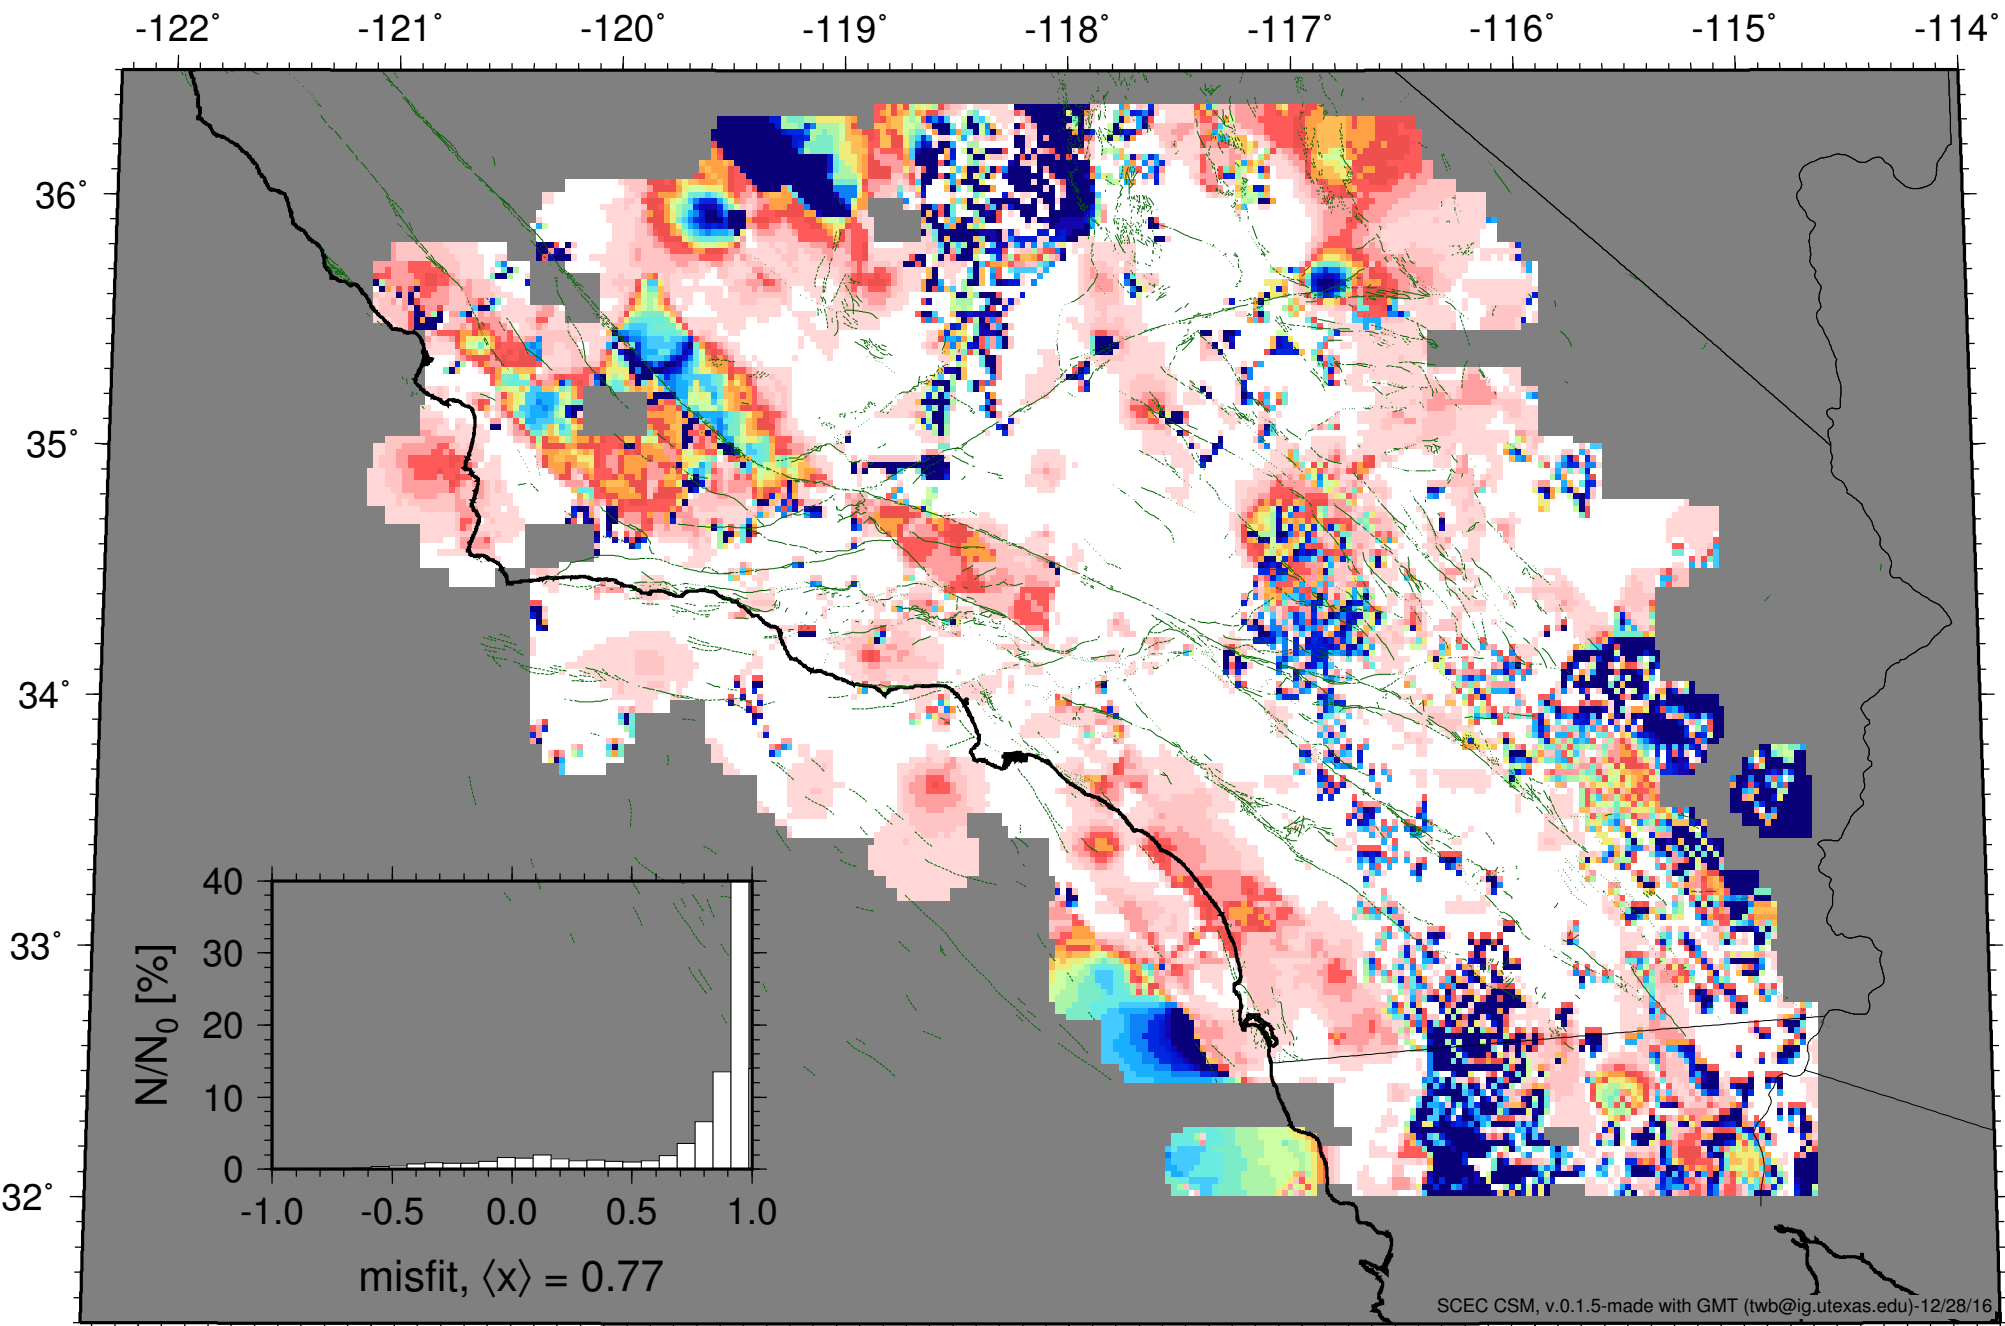 -122˚ -121˚ -120˚ -119˚ -118˚ -117˚ -116˚ -115˚ -114˚
36˚
35˚
34˚
33˚
32˚
40
30
20
10
0
N/N0 [%]
-1.0 -0.5 0.0 0.5 1.0
misfit, ⟨x⟩ = 0.77
SCEC CSM, v.0.1.5-made with GMT (twb@ig.utexas.edu)-12/28/16